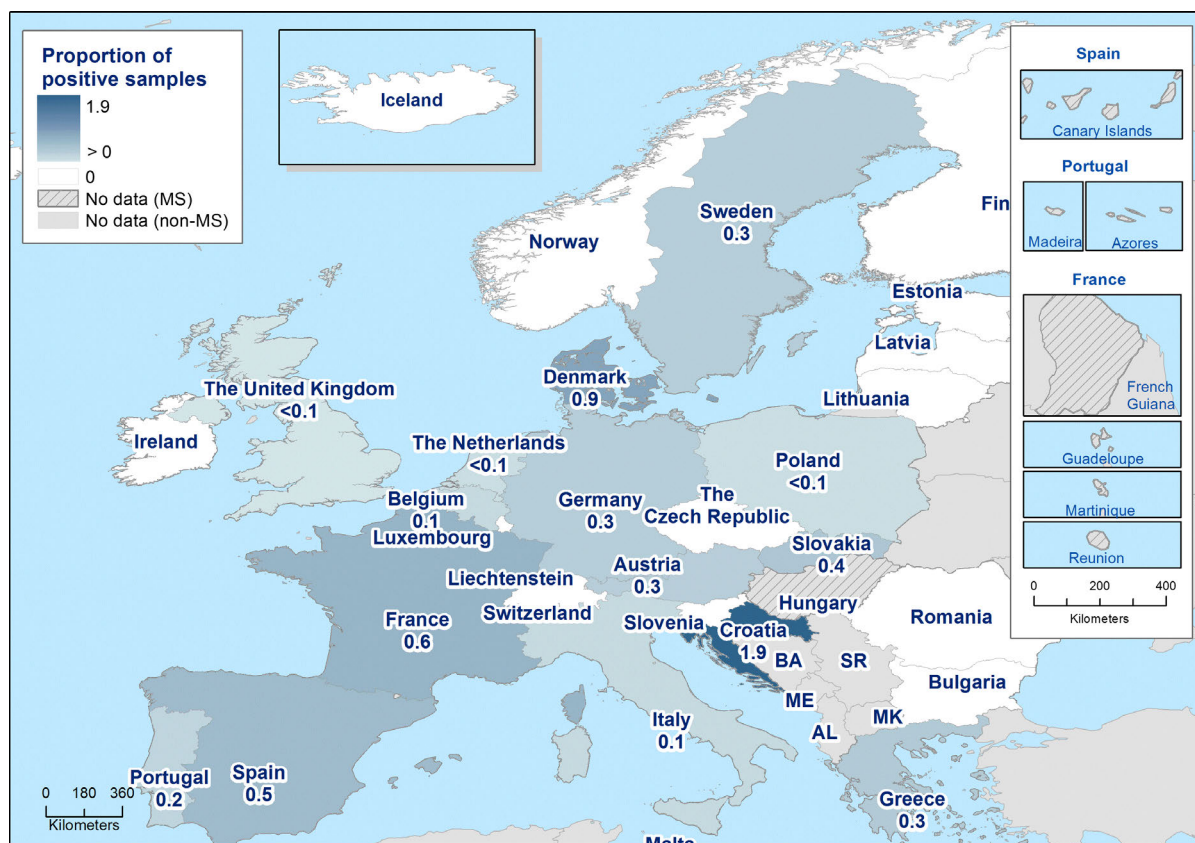 Proportion of
positive samples
1.9
> 0
0
No data (MS)
No data (non-MS)
Iceland
Norway
Sweden
0.3
Fin
Estonia
Latvia
Lithuania
Denmark
0.9
The United Kingdom
<0.1
Ireland
The Netherlands
<0.1
Belgium
0.1
Luxembourg
Germany
0.3
Poland
<0.1
The
Czech Republic
Slovakia
0.4
Austria
0.3
Liechtenstein
Switzerland
France
0.6
Hungary
Slovenia
Croatia
1.9
Romania
BA
SR
Bulgaria
ME
MK
AL
Italy
0.1
Portugal
0.2
Spain
0.5
Greece
0.3
Malta
0 180 360
Kilometers
Spain
Canary Islands
Portugal
Madeira
Azores
France
French
Guiana
Guadeloupe
Martinique
Reunion
0 200 400
Kilometers